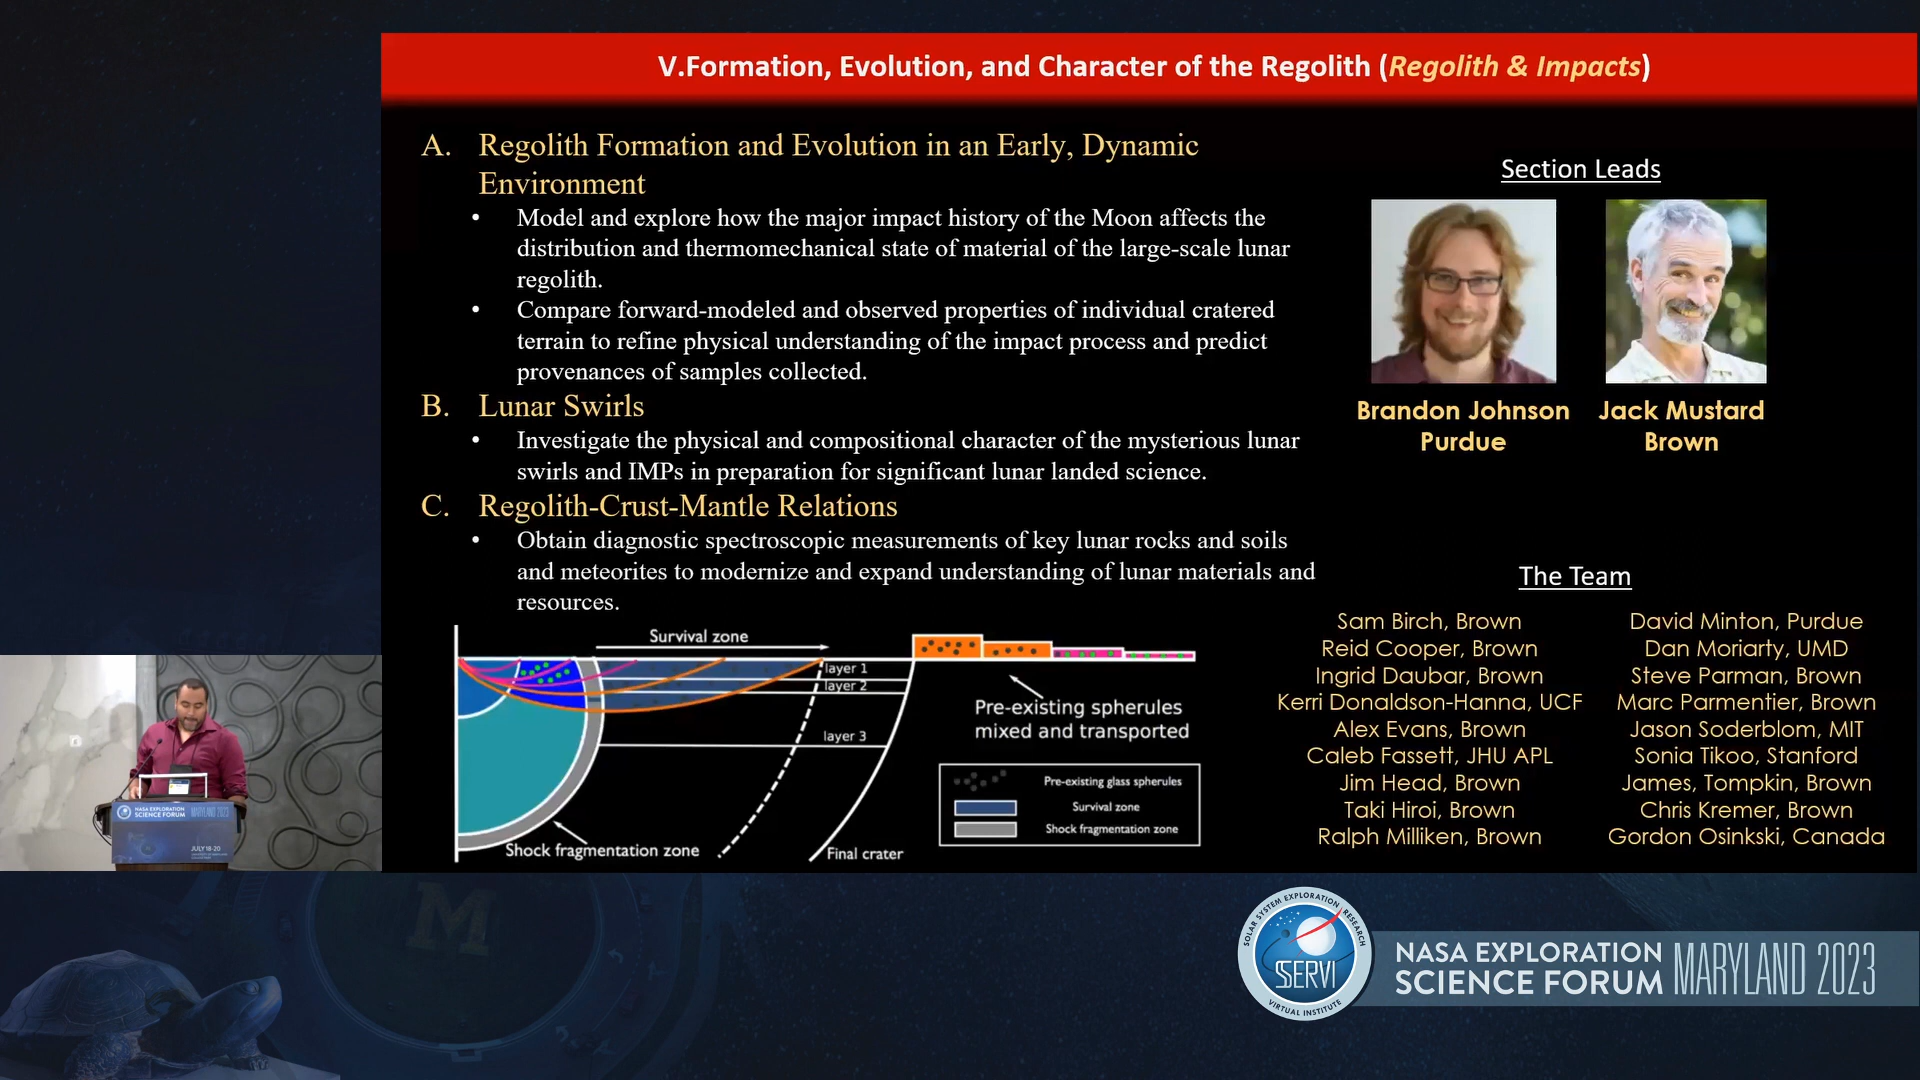 V.Formation, Evolution, and Character of the Regolith (Regolith & Impacts)
A. Regolith Formation and Evolution in an Early, Dynamic
Environment
• Model and explore how the major impact history of the Moon affects the
distribution and thermomechanical state of material of the large-scale lunar
regolith.
• Compare forward-modeled and observed properties of individual cratered
terrain to refine physical understanding of the impact process and predict
provenances of samples collected.
B. Lunar Swirls
• Investigate the physical and compositional character of the mysterious lunar
swirls and IMPs in preparation for significant lunar landed science.
C. Regolith-Crust-Mantle Relations
• Obtain diagnostic spectroscopic measurements of key lunar rocks and soils
and meteorites to modernize and expand understanding of lunar materials and
resources.
Survival zone
layer 1
layer 2
layer 3
Shock fragmentation zone
Final crater
Pre-existing spherules
mixed and transported
Pre-existing glass spherules
Survival zone
Shock fragmentation zone
Section Leads
Brandon Johnson
Purdue
Jack Mustard
Brown
The Team
Sam Birch, Brown
Reid Cooper, Brown
Ingrid Daubar, Brown
Kerri Donaldson-Hanna, UCF
Alex Evans, Brown
Caleb Fassett, JHU APL
Jim Head, Brown
Taki Hiroi, Brown
Ralph Milliken, Brown
David Minton, Purdue
Dan Moriarty, UMD
Steve Parman, Brown
Marc Parmentier, Brown
Jason Soderblom, MIT
Sonia Tikoo, Stanford
James, Tompkin, Brown
Chris Kremer, Brown
Gordon Osinkski, Canada
NASA EXPLORATION
SCIENCE FORUM MARYLAND 2023
JULY 18-20
M
SOLAR SYSTEM EXPLORATION RESEARCH
SSERVI
VIRTUAL INSTITUTE
NASA EXPLORATION
SCIENCE FORUM MARYLAND 2023